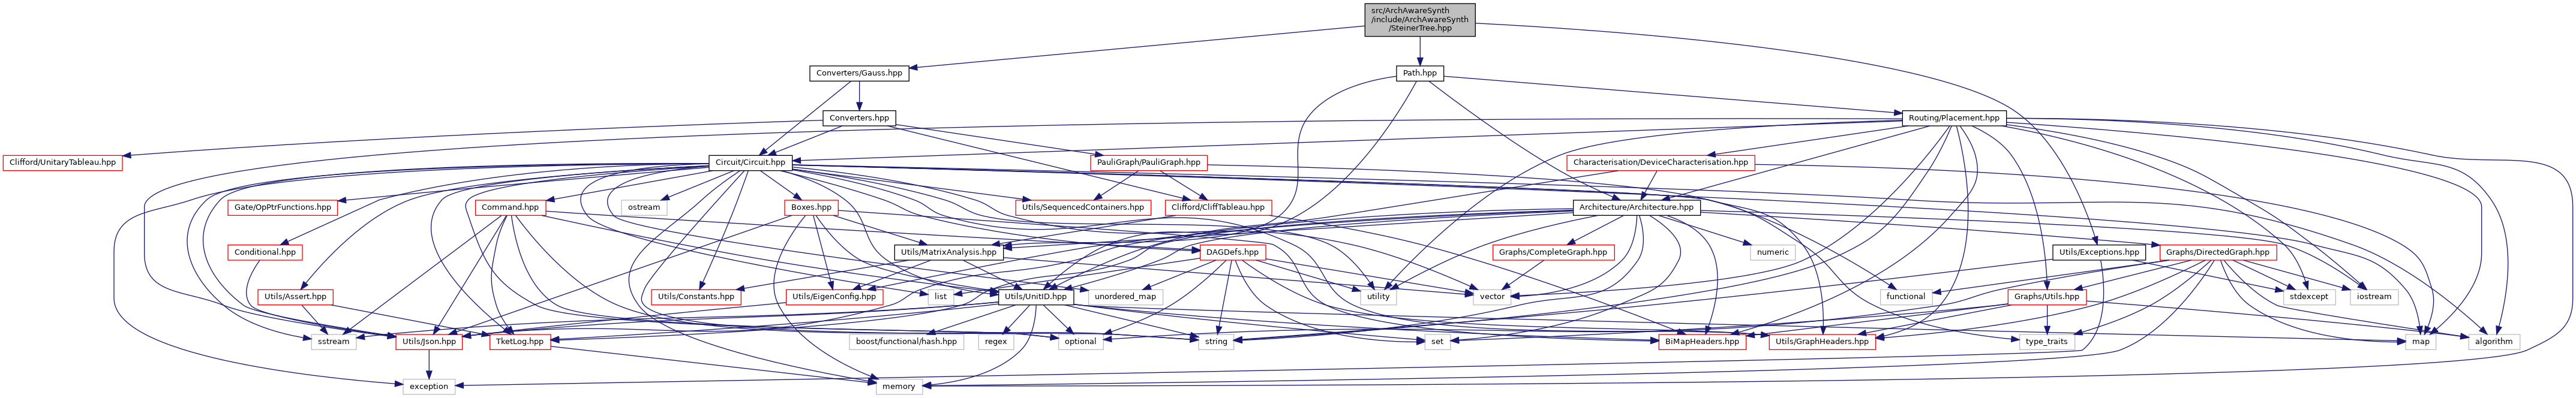 src/ArchAwareSynth
/include/ArchAwareSynth
/SteinerTree.hpp
Converters/Gauss.hpp
Path.hpp
Converters.hpp
Routing/Placement.hpp
Clifford/UnitaryTableau.hpp
Circuit/Circuit.hpp
PauliGraph/PauliGraph.hpp
Characterisation/DeviceCharacterisation.hpp
Gate/OpPtrFunctions.hpp
Command.hpp
ostream
Boxes.hpp
Utils/SequencedContainers.hpp
Clifford/CliffTableau.hpp
Architecture/Architecture.hpp
Conditional.hpp
Utils/MatrixAnalysis.hpp
DAGDefs.hpp
Graphs/CompleteGraph.hpp
numeric
Utils/Exceptions.hpp
Graphs/DirectedGraph.hpp
Utils/Assert.hpp
Utils/Constants.hpp
Utils/EigenConfig.hpp
list
Utils/UnitID.hpp
unordered_map
utility
vector
functional
Graphs/Utils.hpp
stdexcept
iostream
sstream
Utils/Json.hpp
TketLog.hpp
boost/functional/hash.hpp
regex
optional
string
set
BiMapHeaders.hpp
Utils/GraphHeaders.hpp
type_traits
map
algorithm
exception
memory